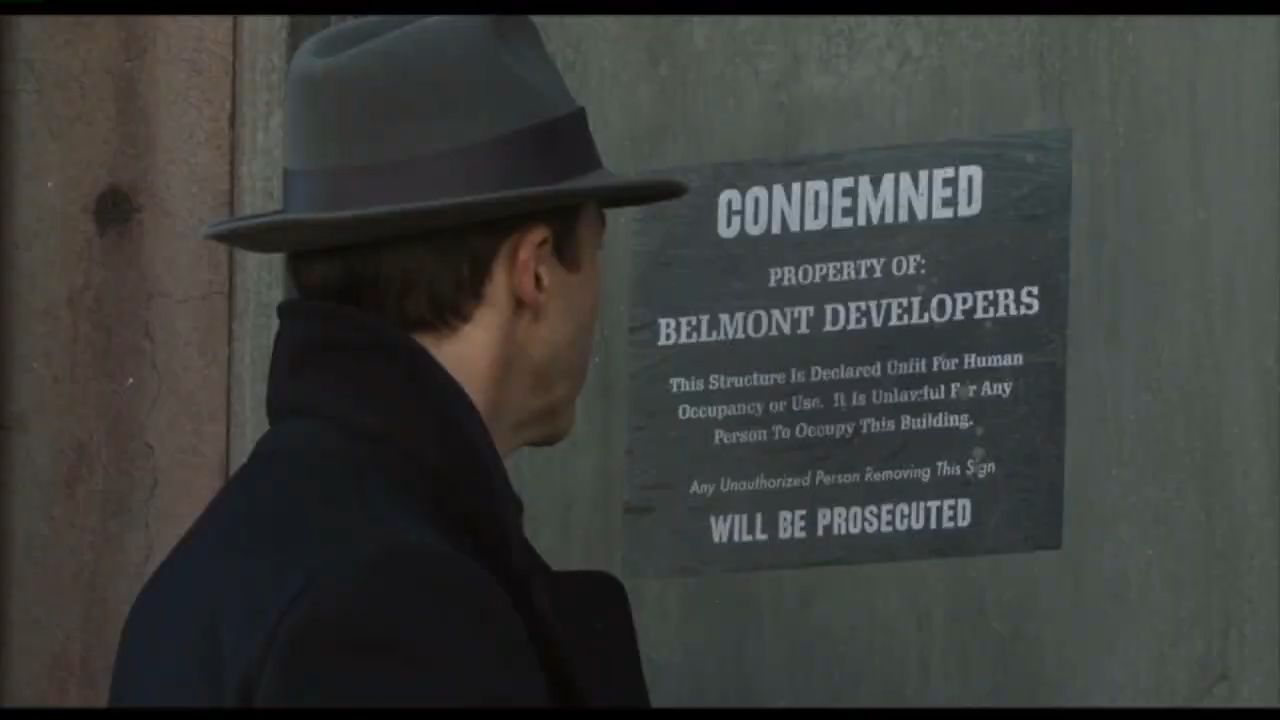 CONDEMNED
PROPERTY OF:
BELMONT DEVELOPERS
This Structure Is Declared Unfit For Human
Occupancy or Use. It Is Unlawful For Any
Person To Occupy This Building.
Any Unauthorized Person Removing This Sign
WILL BE PROSECUTED